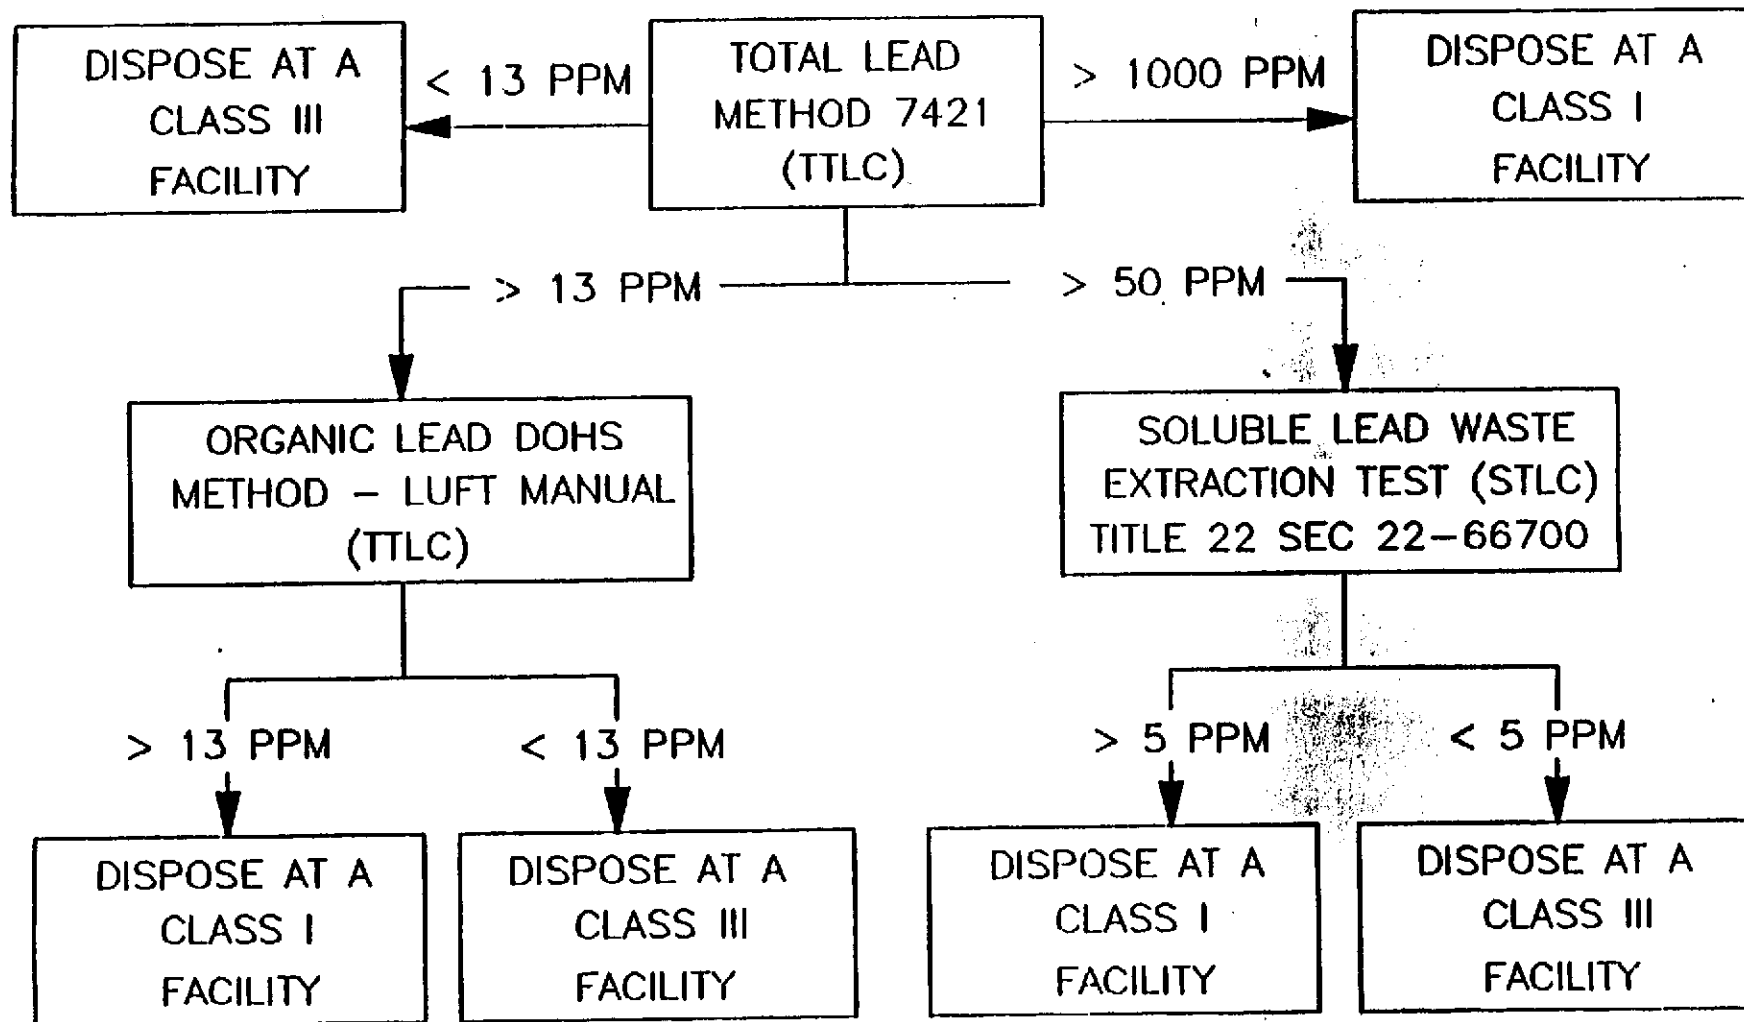 DISPOSE AT A
CLASS III
FACILITY
< 13 PPM
TOTAL LEAD
METHOD 7421
(TTLC)
> 1000 PPM
DISPOSE AT A
CLASS I
FACILITY
> 13 PPM
> 50 PPM
ORGANIC LEAD DOHS
METHOD – LUFT MANUAL
(TTLC)
SOLUBLE LEAD WASTE
EXTRACTION TEST (STLC)
TITLE 22 SEC 22–66700
> 13 PPM
< 13 PPM
> 5 PPM
< 5 PPM
DISPOSE AT A
CLASS I
FACILITY
DISPOSE AT A
CLASS III
FACILITY
DISPOSE AT A
CLASS I
FACILITY
DISPOSE AT A
CLASS III
FACILITY